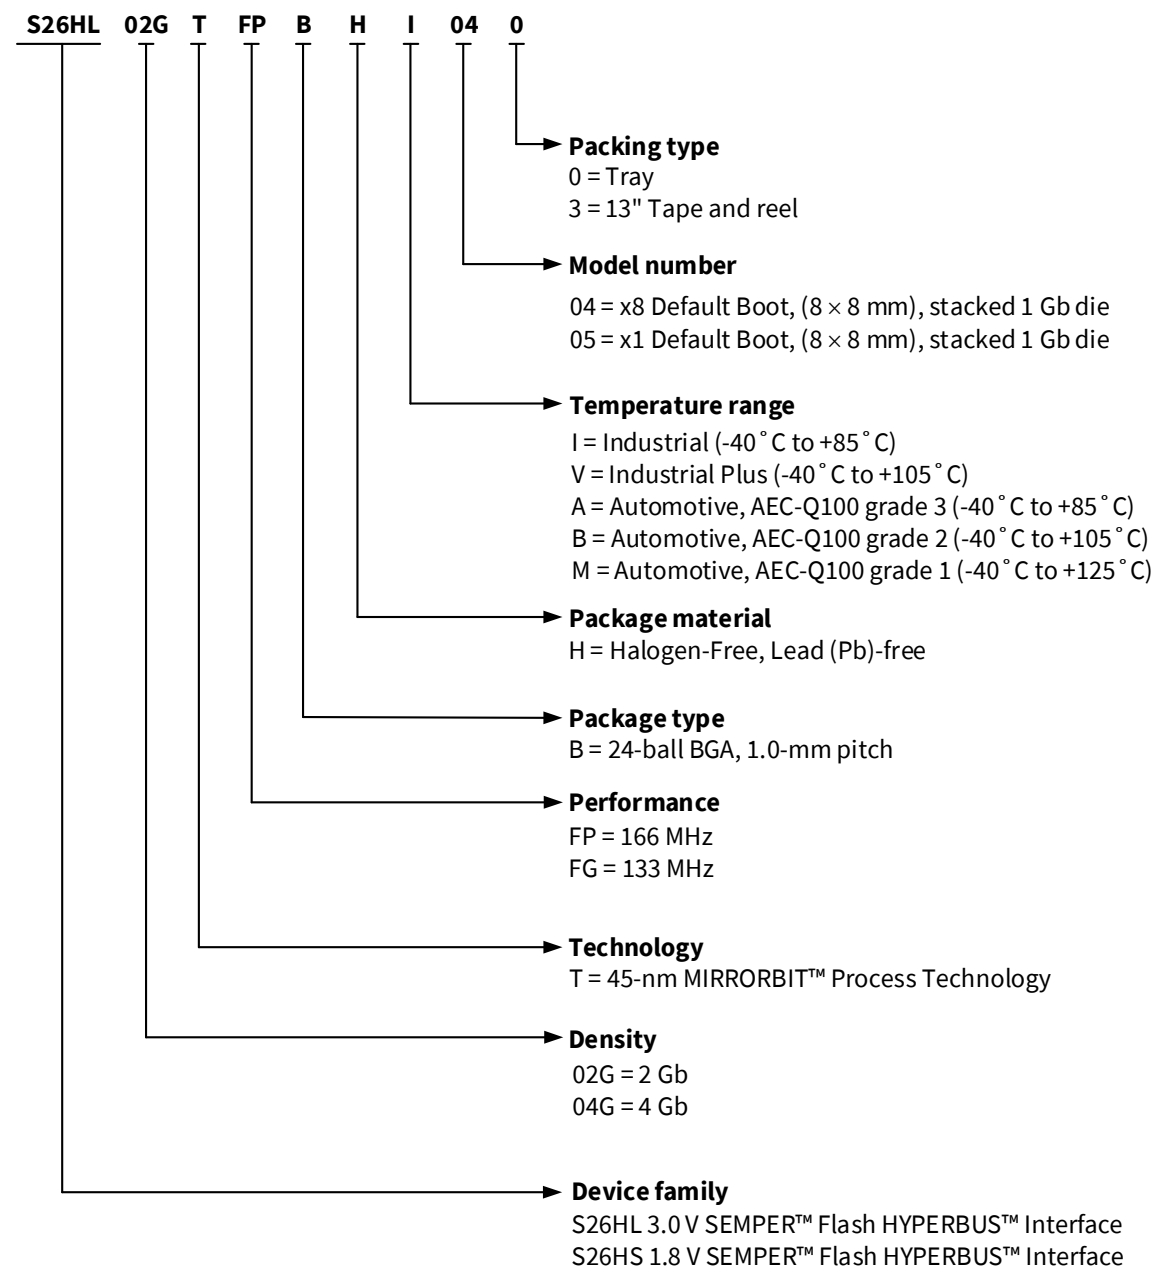 S26HL 02G T FP B H I 04 0
Packing type
0 = Tray
3 = 13" Tape and reel
Model number
04 = x8 Default Boot, (8 × 8 mm), stacked 1 Gb die
05 = x1 Default Boot, (8 × 8 mm), stacked 1 Gb die
Temperature range
I = Industrial (-40˚C to +85˚C)
V = Industrial Plus (-40˚C to +105˚C)
A = Automotive, AEC-Q100 grade 3 (-40˚C to +85˚C)
B = Automotive, AEC-Q100 grade 2 (-40˚C to +105˚C)
M = Automotive, AEC-Q100 grade 1 (-40˚C to +125˚C)
Package material
H = Halogen-Free, Lead (Pb)-free
Package type
B = 24-ball BGA, 1.0-mm pitch
Performance
FP = 166 MHz
FG = 133 MHz
Technology
T = 45-nm MIRRORBIT™ Process Technology
Density
02G = 2 Gb
04G = 4 Gb
Device family
S26HL 3.0 V SEMPER™ Flash HYPERBUS™ Interface
S26HS 1.8 V SEMPER™ Flash HYPERBUS™ Interface